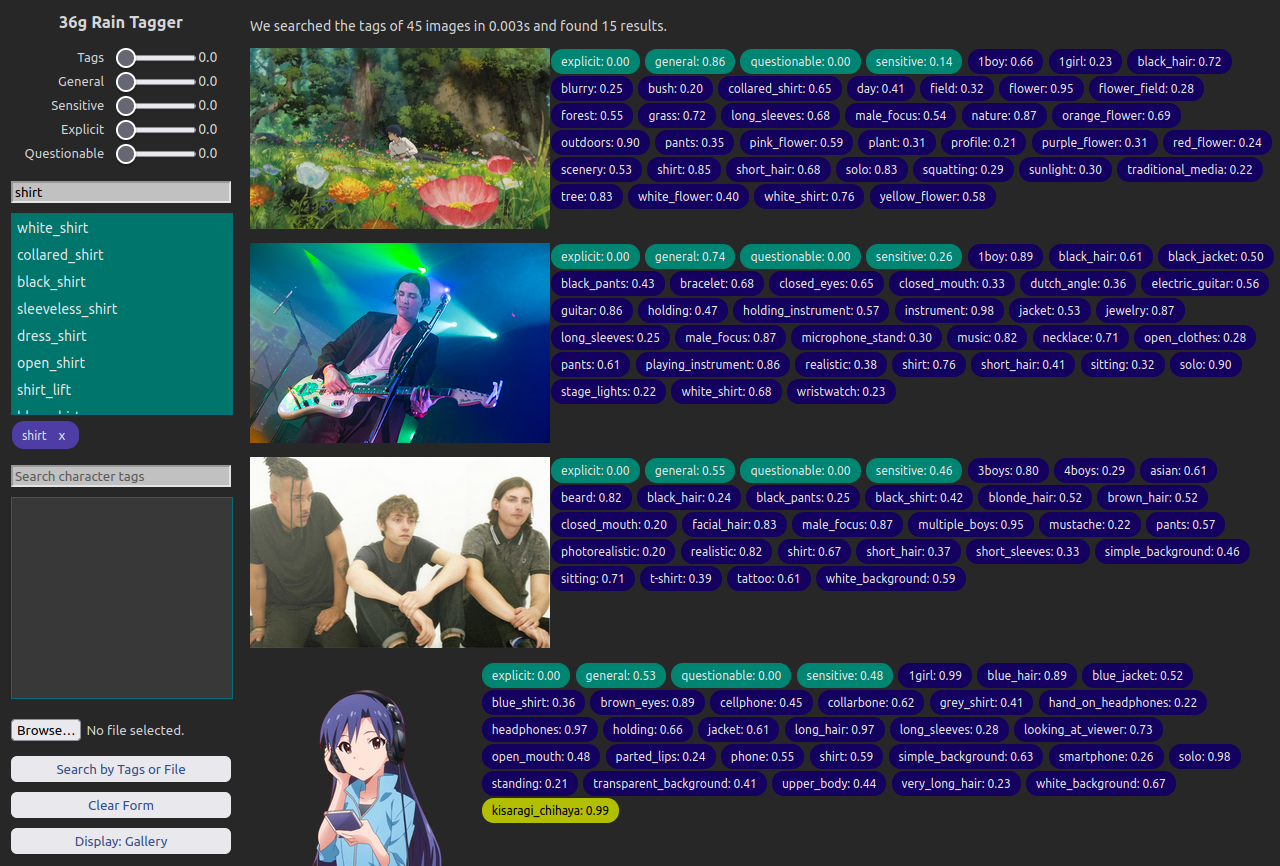 36g Rain Tagger
Tags 0.0
General 0.0
Sensitive 0.0
Explicit 0.0
Questionable 0.0
shirt
white_shirt
collared_shirt
black_shirt
sleeveless_shirt
dress_shirt
open_shirt
shirt_lift
shirt x
Search character tags
Browse... No file selected.
Search by Tags or File
Clear Form
Display: Gallery
We searched the tags of 45 images in 0.003s and found 15 results.
explicit: 0.00 general: 0.86 questionable: 0.00 sensitive: 0.14 1boy: 0.66 1girl: 0.23 black_hair: 0.72
blurry: 0.25 bush: 0.20 collared_shirt: 0.65 day: 0.41 field: 0.32 flower: 0.95 flower_field: 0.28
forest: 0.55 grass: 0.72 long_sleeves: 0.68 male_focus: 0.54 nature: 0.87 orange_flower: 0.69
outdoors: 0.90 pants: 0.35 pink_flower: 0.59 plant: 0.31 profile: 0.21 purple_flower: 0.31 red_flower: 0.24
scenery: 0.53 shirt: 0.85 short_hair: 0.68 solo: 0.83 squatting: 0.29 sunlight: 0.30 traditional_media: 0.22
tree: 0.83 white_flower: 0.40 white_shirt: 0.76 yellow_flower: 0.58
explicit: 0.00 general: 0.74 questionable: 0.00 sensitive: 0.26 1boy: 0.89 black_hair: 0.61 black_jacket: 0.50
black_pants: 0.43 bracelet: 0.68 closed_eyes: 0.65 closed_mouth: 0.33 dutch_angle: 0.36 electric_guitar: 0.56
guitar: 0.86 holding: 0.47 holding_instrument: 0.57 instrument: 0.98 jacket: 0.53 jewelry: 0.87
long_sleeves: 0.25 male_focus: 0.87 microphone_stand: 0.30 music: 0.82 necklace: 0.71 open_clothes: 0.28
pants: 0.61 playing_instrument: 0.86 realistic: 0.38 shirt: 0.76 short_hair: 0.41 sitting: 0.32 solo: 0.90
stage_lights: 0.22 white_shirt: 0.68 wristwatch: 0.23
explicit: 0.00 general: 0.55 questionable: 0.00 sensitive: 0.46 3boys: 0.80 4boys: 0.29 asian: 0.61
beard: 0.82 black_hair: 0.24 black_pants: 0.25 black_shirt: 0.42 blonde_hair: 0.52 brown_hair: 0.52
closed_mouth: 0.20 facial_hair: 0.83 male_focus: 0.87 multiple_boys: 0.95 mustache: 0.22 pants: 0.57
photorealistic: 0.20 realistic: 0.82 shirt: 0.67 short_hair: 0.37 short_sleeves: 0.33 simple_background: 0.46
sitting: 0.71 t-shirt: 0.39 tattoo: 0.61 white_background: 0.59
explicit: 0.00 general: 0.53 questionable: 0.00 sensitive: 0.48 1girl: 0.99 blue_hair: 0.89 blue_jacket: 0.52
blue_shirt: 0.36 brown_eyes: 0.89 cellphone: 0.45 collarbone: 0.62 grey_shirt: 0.41 hand_on_headphones: 0.22
headphones: 0.97 holding: 0.66 jacket: 0.61 long_hair: 0.97 long_sleeves: 0.28 looking_at_viewer: 0.73
open_mouth: 0.48 parted_lips: 0.24 phone: 0.55 shirt: 0.59 simple_background: 0.63 smartphone: 0.26 solo: 0.98
standing: 0.21 transparent_background: 0.41 upper_body: 0.44 very_long_hair: 0.23 white_background: 0.67
kisaragi_chihaya: 0.99